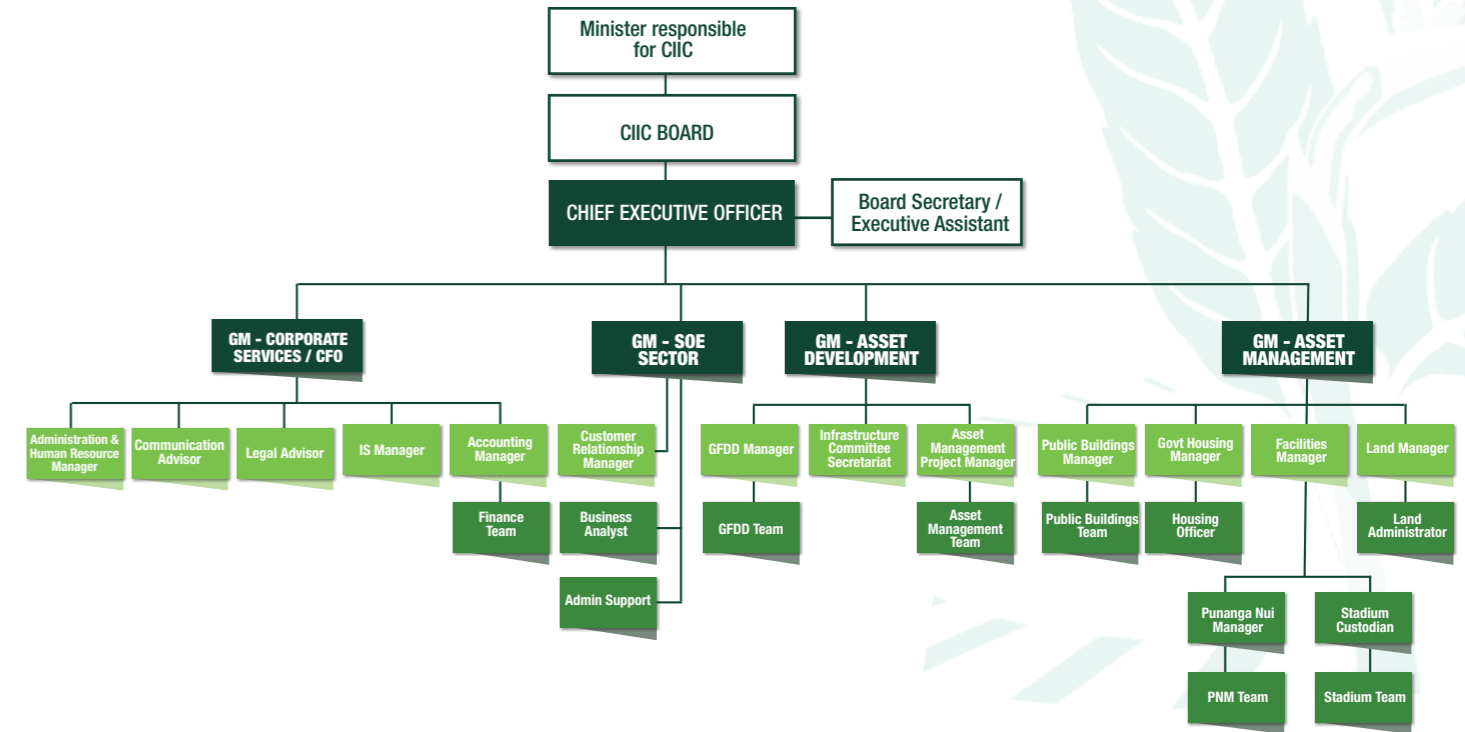 Minister responsible
for CIIC
CIIC BOARD
CHIEF EXECUTIVE OFFICER
Board Secretary /
Executive Assistant
GM - CORPORATE
SERVICES / CFO
GM - SOE
SECTOR
GM - ASSET
DEVELOPMENT
GM - ASSET
MANAGEMENT
Administration &
Human Resource
Manager
Communication
Advisor
Legal Advisor
IS Manager
Accounting
Manager
Customer
Relationship
Manager
GFDD Manager
Infrastructure
Committee
Secretariat
Asset
Management
Project Manager
Public Buildings
Manager
Govt Housing
Manager
Facilities
Manager
Land Manager
Finance
Team
Business
Analyst
GFDD Team
Asset
Management
Team
Public Buildings
Team
Housing
Officer
Land
Administrator
Admin Support
Punanga Nui
Manager
Stadium
Custodian
PNM Team
Stadium Team